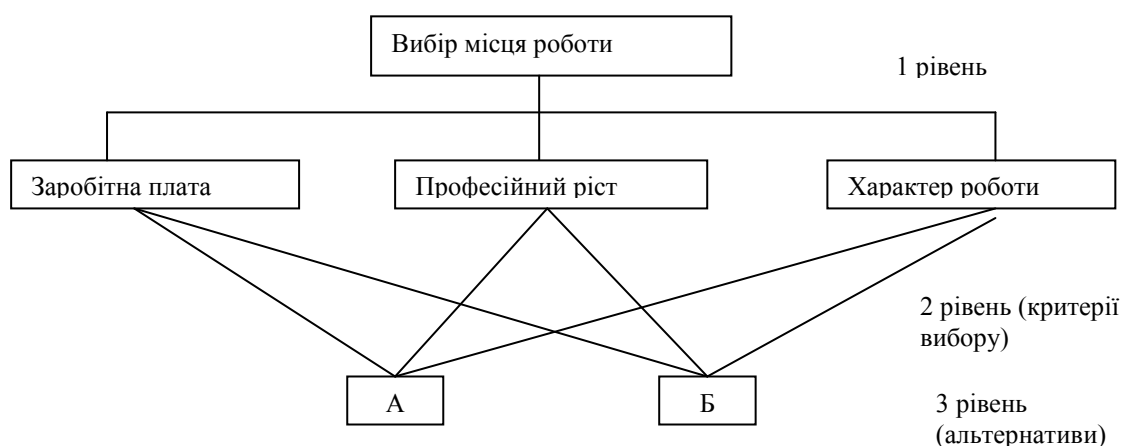 Вибір місця роботи
1 рівень
Заробітна плата
Професійний ріст
Характер роботи
2 рівень (критерії
вибору)
А
Б
3 рівень
(альтернативи)